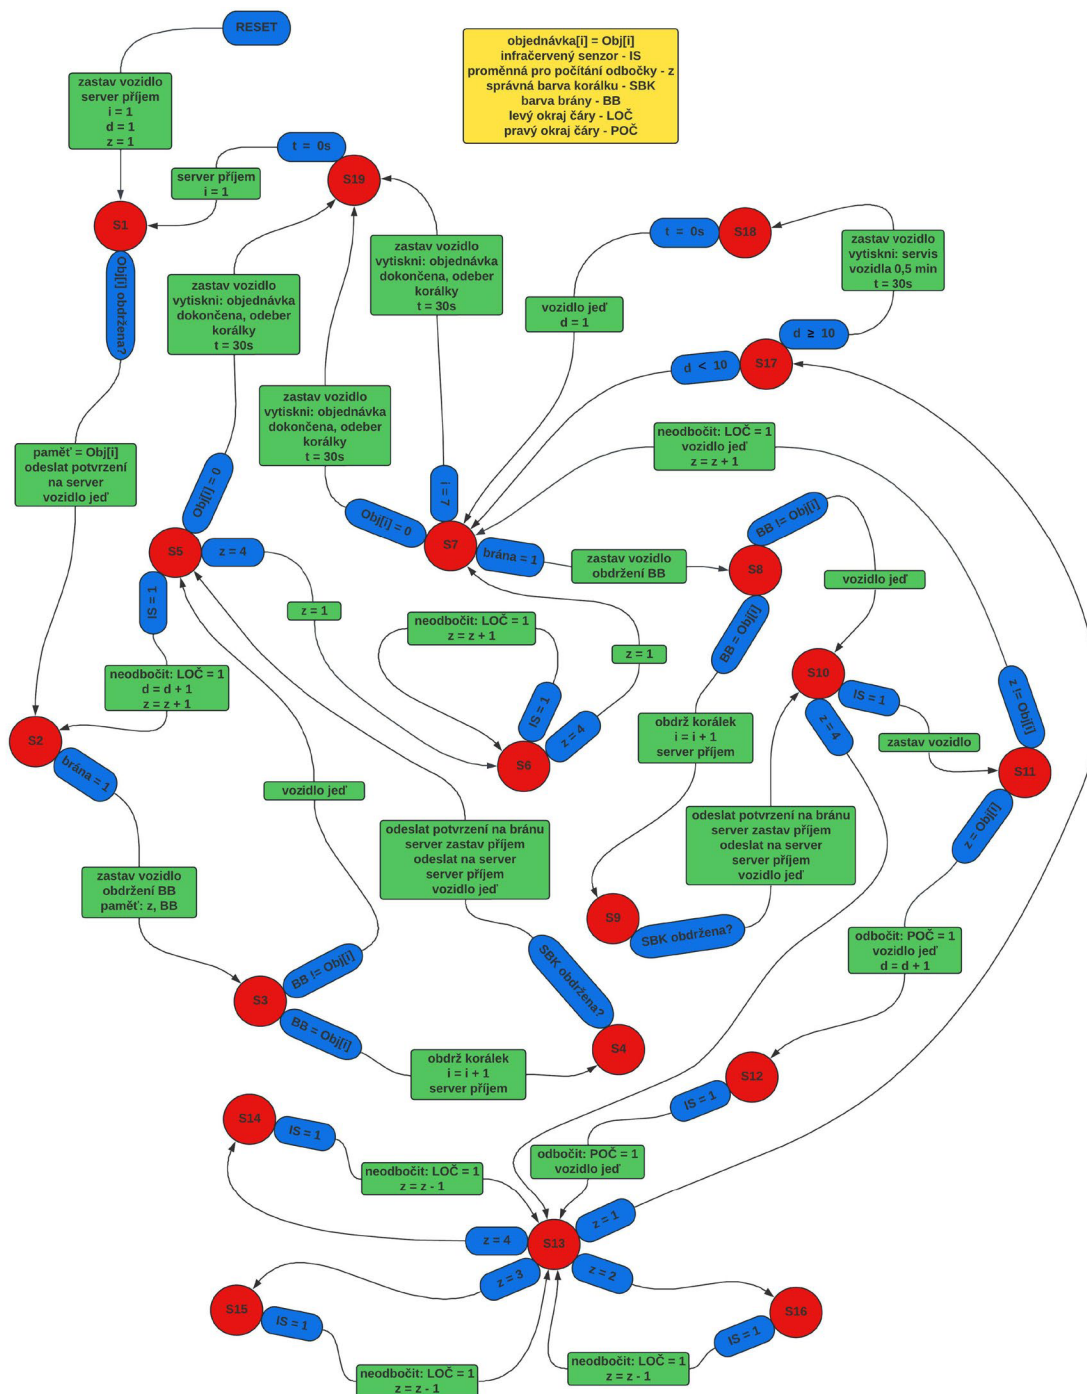 RESET
objednávka[i] = Obj[i]
infračervený senzor - IS
proměnná pro počítání odbočky - z
správná barva korálku - SBK
barva brány - BB
levý okraj čáry - LOČ
pravý okraj čáry - POČ
zastav vozidlo
server příjem
i = 1
d = 1
z = 1
t = 0s
server příjem
i = 1
S19
S1
Obj[i] obdržena?
t = 0s
S18
zastav vozidlo
vytiskni: servis
vozidla 0,5 min
t = 30s
zastav vozidlo
vytiskni: objednávka
dokončena, odeber
korálky
t = 30s
zastav vozidlo
vytiskni: objednávka
dokončena, odeber
korálky
t = 30s
vozidlo jeď
d = 1
d ≥ 10
d < 10
S17
zastav vozidlo
vytiskni: objednávka
dokončena, odeber
korálky
t = 30s
neodbočit: LOČ = 1
vozidlo jeď
z = z + 1
paměť = Obj[i]
odeslat potvrzení
na server
vozidlo jeď
Obj[i] = 0
i = 7
Obj[i] = 0
S7
brána = 1
zastav vozidlo
obdržení BB
BB != Obj[i]
S8
vozidlo jeď
BB = Obj[i]
S5
z = 4
IS = 1
z = 1
neodbočit: LOČ = 1
z = z + 1
z = 1
neodbočit: LOČ = 1
d = d + 1
z = z + 1
IS = 1
z = 4
S6
S10
IS = 1
z = 4
z != Obj[i]
zastav vozidlo
S11
z = Obj[i]
obdrž korálek
i = i + 1
server příjem
S2
brána = 1
vozidlo jeď
odeslat potvrzení na bránu
server zastav příjem
odeslat na server
server příjem
vozidlo jeď
odeslat potvrzení na bránu
server zastav příjem
odeslat na server
server příjem
vozidlo jeď
zastav vozidlo
obdržení BB
paměť: z, BB
S9
SBK obdržena?
odbočit: POČ = 1
vozidlo jeď
d = d + 1
BB != Obj[i]
S3
BB = Obj[i]
SBK obdržena?
S4
obdrž korálek
i = i + 1
server příjem
S12
IS = 1
S14
IS = 1
odbočit: POČ = 1
vozidlo jeď
neodbočit: LOČ = 1
z = z - 1
z = 4
S13
z = 1
z = 3
z = 2
S15
IS = 1
S16
IS = 1
neodbočit: LOČ = 1
z = z - 1
neodbočit: LOČ = 1
z = z - 1